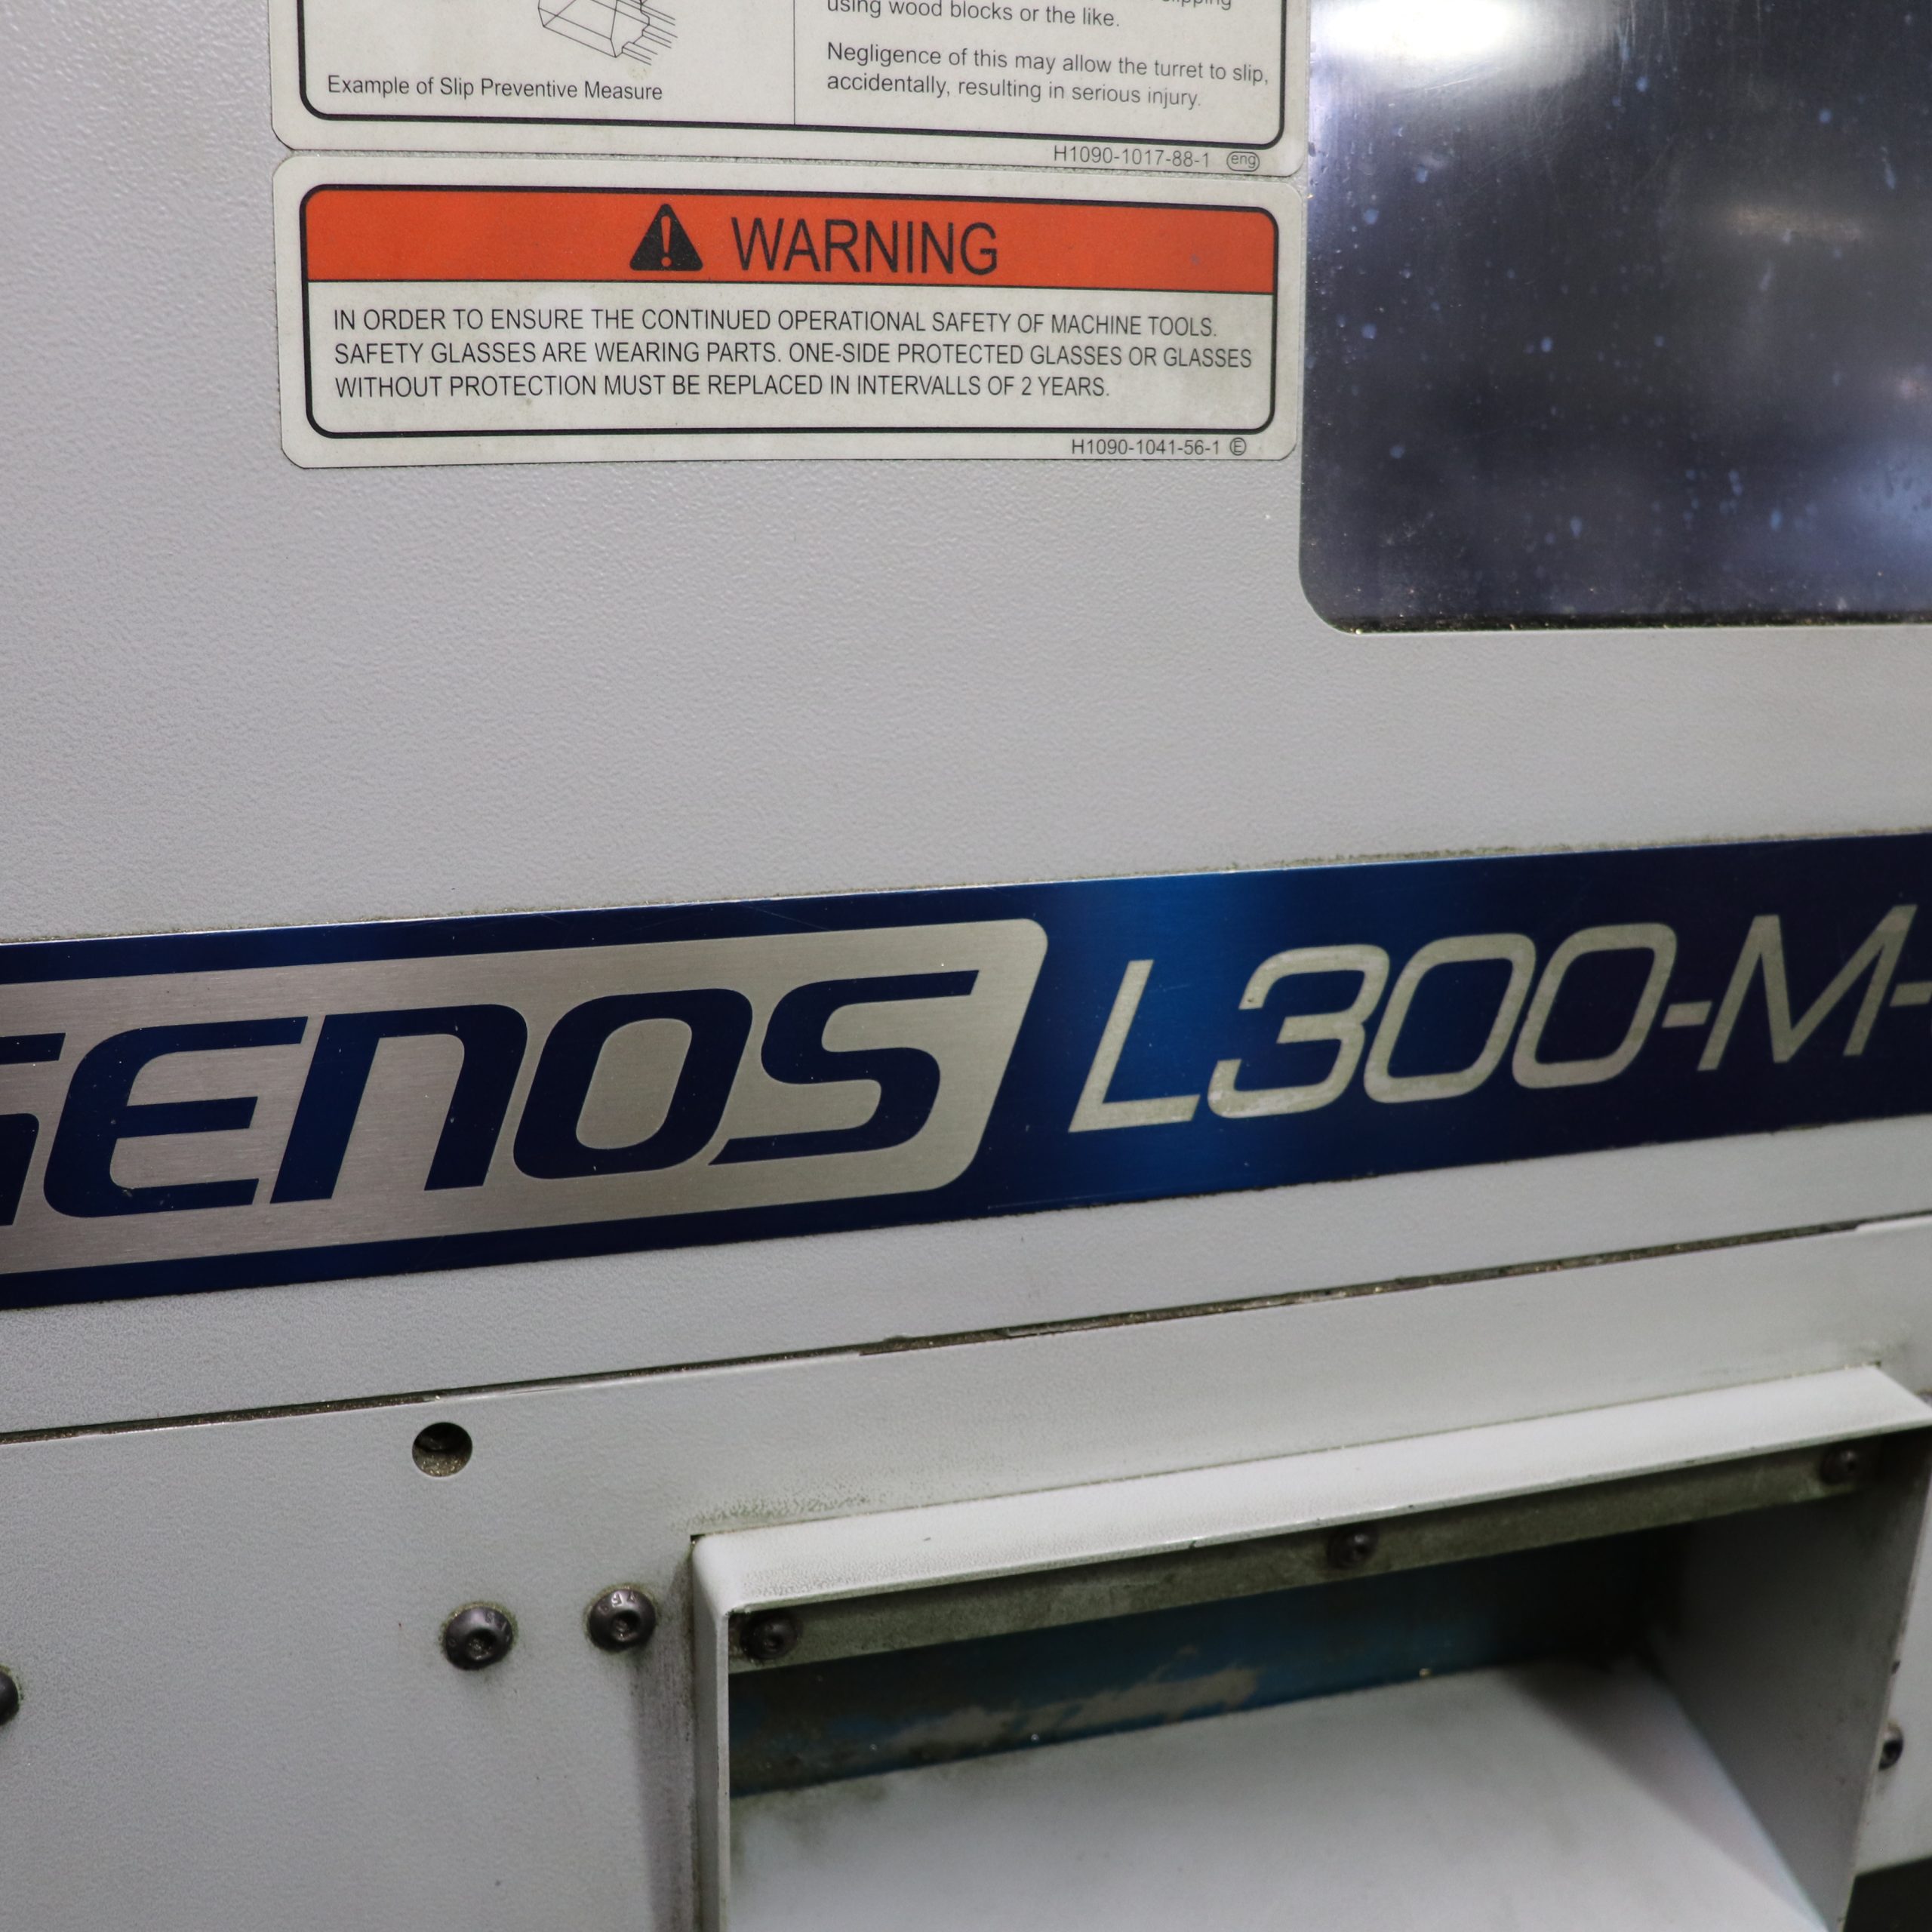 using wood blocks or the like.
Negligence of this may allow the turret to slip,
accidentally, resulting in serious injury.
Example of Slip Preventive Measure
H1090-1017-88-1 eng
WARNING
IN ORDER TO ENSURE THE CONTINUED OPERATIONAL SAFETY OF MACHINE TOOLS.
SAFETY GLASSES ARE WEARING PARTS. ONE-SIDE PROTECTED GLASSES OR GLASSES
WITHOUT PROTECTION MUST BE REPLACED IN INTERVALLS OF 2 YEARS.
H1090-1041-56-1 E
GENOS L300-M-